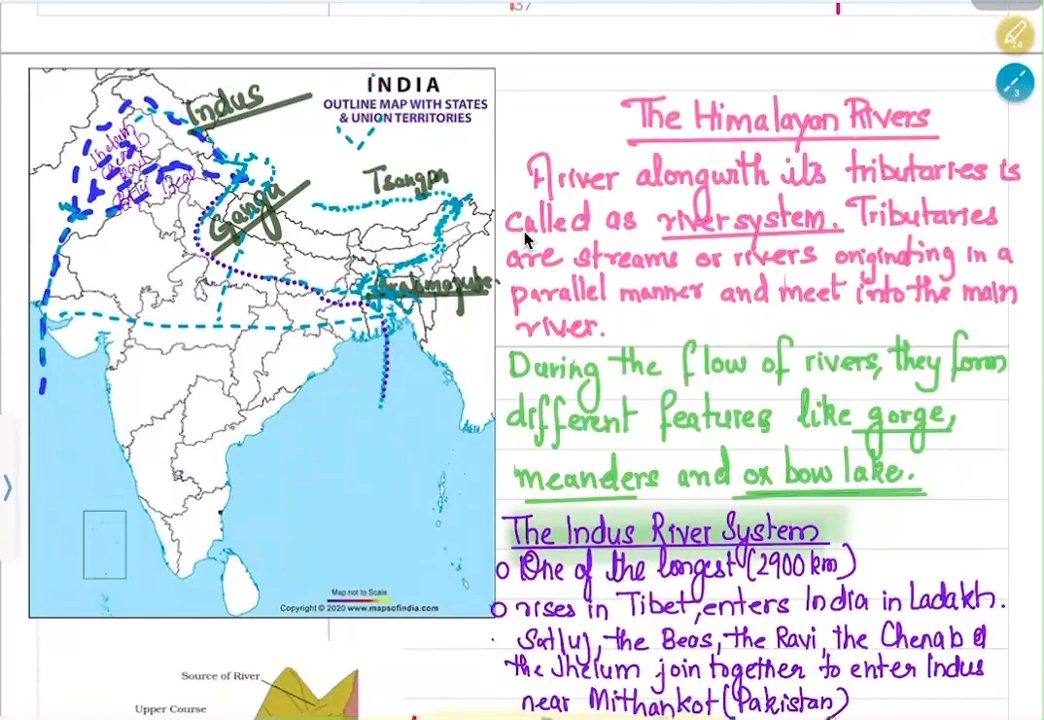 137
INDIA
OUTLINE MAP WITH STATES
& UNION TERRITORIES
Indus
Tsangpo
Ganga
Jhelum
The Himalayan Rivers
A river alongwith its tributaries is
called as river system. Tributaries
are streams or rivers originating in a
parallel manner and meet into the main
river.
During the flow of rivers, they form
different features like gorge,
meanders and ox bow lake.
The Indus River System
One of the longest (2900 km)
rises in Tibet, enters India in Ladakh.
Satluj, the Beas, the Ravi, the Chenab &
the Jhelum join together to enter Indus
near Mithankot (Pakistan)
Map not to Scale
Copyright © 2020 www.mapsofindia.com
Source of River
Upper Course
24
3